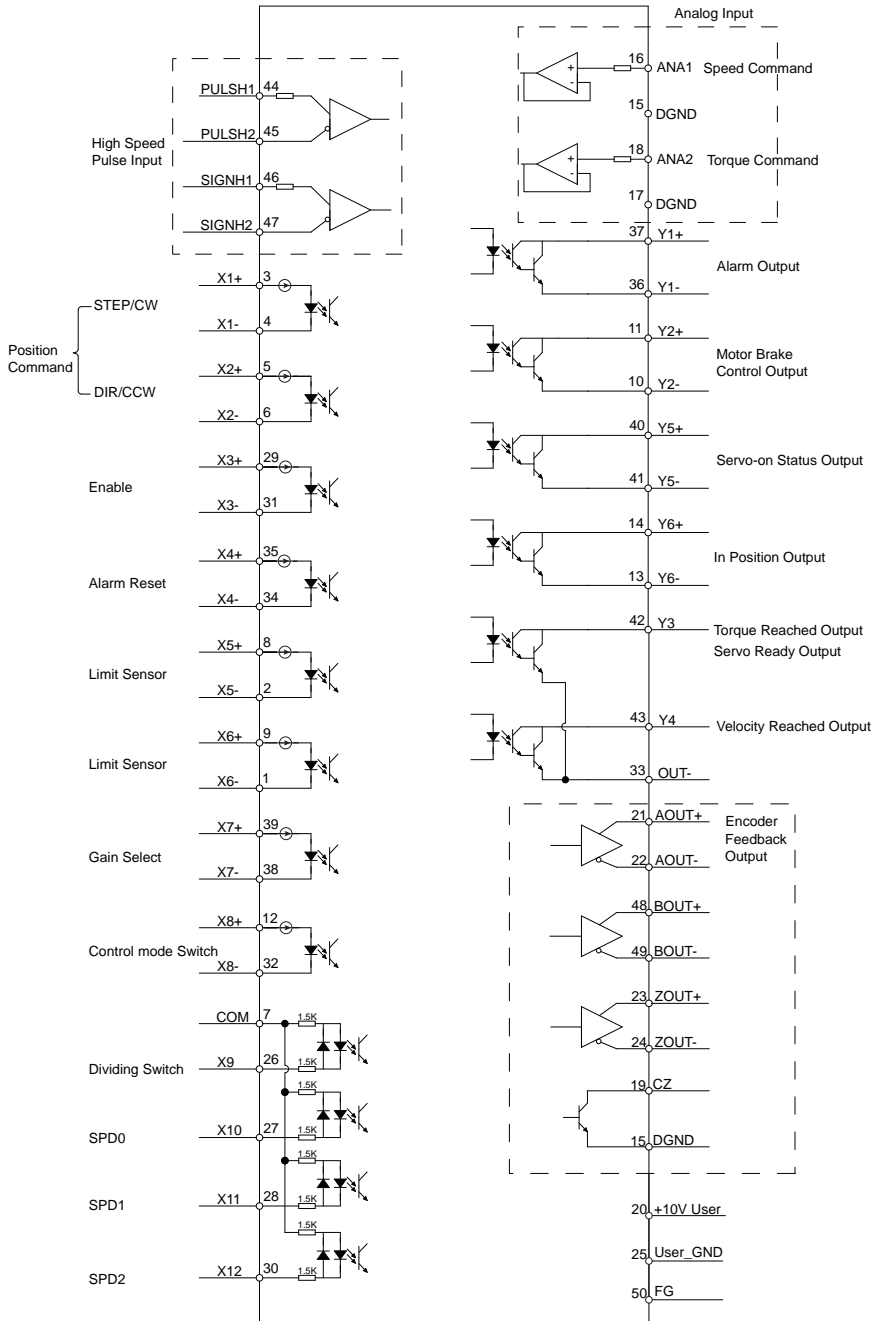 Analog Input
16
ANA1
Speed Command
+
-
15
DGND
18
ANA2
Torque Command
+
-
17
DGND
High Speed
Pulse Input
PULSH1
44
PULSH2
45
SIGNH1
46
SIGNH2
47
Position
Command
STEP/CW
X1+
3
X1-
4
DIR/CCW
X2+
5
X2-
6
Enable
X3+
29
X3-
31
Alarm Reset
X4+
35
X4-
34
Limit Sensor
X5+
8
X5-
2
Limit Sensor
X6+
9
X6-
1
Gain Select
X7+
39
X7-
38
Control mode Switch
X8+
12
X8-
32
COM
7
1.5K
Dividing Switch
X9
26
1.5K
1.5K
SPD0
X10
27
1.5K
1.5K
SPD1
X11
28
1.5K
1.5K
SPD2
X12
30
1.5K
37
Y1+
Alarm Output
36
Y1-
11
Y2+
Motor Brake
Control Output
10
Y2-
40
Y5+
Servo-on Status Output
41
Y5-
14
Y6+
In Position Output
13
Y6-
42
Y3
Torque Reached Output
Servo Ready Output
43
Y4
Velocity Reached Output
33
OUT-
Encoder
Feedback
Output
21
AOUT+
22
AOUT-
48
BOUT+
49
BOUT-
23
ZOUT+
24
ZOUT-
19
CZ
15
DGND
20
+10V User
25
User_GND
50
FG